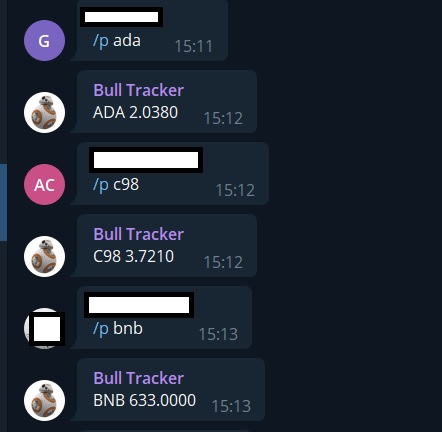 G
/p ada
15:11
Bull Tracker
ADA 2.0380
15:12
AC
/p c98
15:12
Bull Tracker
C98 3.7210
15:12
/p bnb
15:13
Bull Tracker
BNB 633.0000
15:13